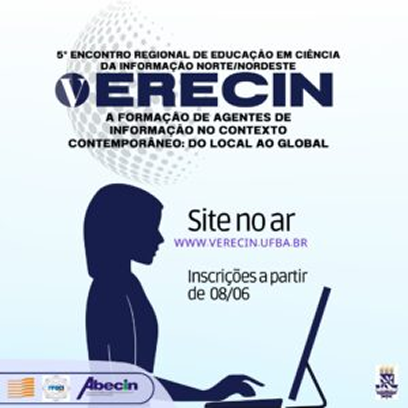 5° ENCONTRO REGIONAL DE EDUCAÇÃO EM CIÊNCIA
DA INFORMAÇÃO NORTE/NORDESTE
VERECIN
A FORMAÇÃO DE AGENTES DE
INFORMAÇÃO NO CONTEXTO
CONTEMPORÂNEO: DO LOCAL AO GLOBAL
Site no ar
WWW.VERECIN.UFBA.BR
Inscrições a partir
de 08/06
Abecin